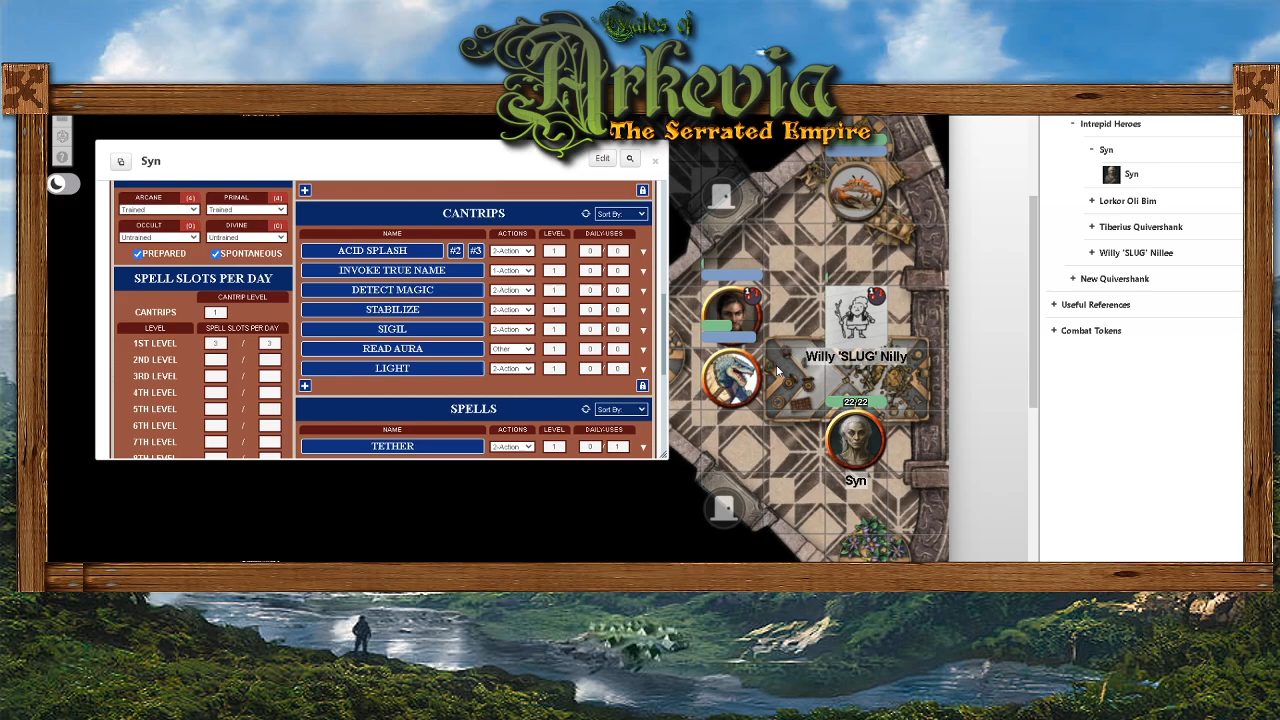 Tales of
Arkevia
The Serrated Empire
Syn
Edit
ARCANE (4) PRIMAL (4)
Trained Trained
OCCULT (0) DIVINE (0)
Untrained Untrained
PREPARED SPONTANEOUS
SPELL SLOTS PER DAY
CANTRIP LEVEL
CANTRIPS 1
LEVEL SPELL SLOTS PER DAY
1ST LEVEL 3 / 3
2ND LEVEL /
3RD LEVEL /
4TH LEVEL /
5TH LEVEL /
6TH LEVEL /
7TH LEVEL /
8TH LEVEL
CANTRIPS Sort By:
NAME ACTIONS LEVEL DAILY-USES
ACID SPLASH #2 #3 2-Action 1 0 / 0
INVOKE TRUE NAME 1-Action 1 0 / 0
DETECT MAGIC 2-Action 1 0 / 0
STABILIZE 2-Action 1 0 / 0
SIGIL 2-Action 1 0 / 0
READ AURA Other 1 0 / 0
LIGHT 2-Action 1 0 / 0
SPELLS Sort By:
NAME ACTIONS LEVEL DAILY-USES
TETHER 2-Action 1 0 / 1
Willy 'SLUG' Nilly
22/22
Syn
- Intrepid Heroes
- Syn
Syn
+ Lorkor Oli Bim
+ Tiberius Quivershank
+ Willy 'SLUG' Nillee
+ New Quivershank
+ Useful References
+ Combat Tokens